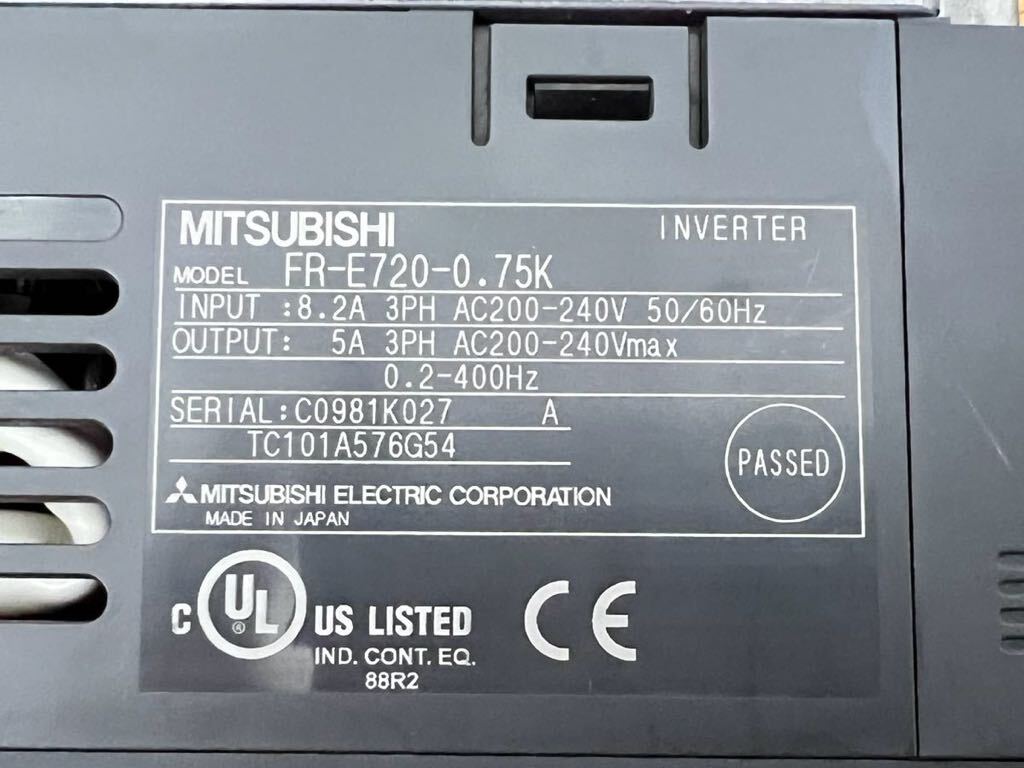 MITSUBISHI INVERTER
MODEL FR-E720-0.75K
INPUT :8.2A 3PH AC200-240V 50/60Hz
OUTPUT: 5A 3PH AC200-240Vmax
0.2-400Hz
SERIAL:C0981K027 A
TC101A576G54
PASSED
MITSUBISHI ELECTRIC CORPORATION
MADE IN JAPAN
C UL ® US LISTED CE
IND. CONT. EQ.
88R2